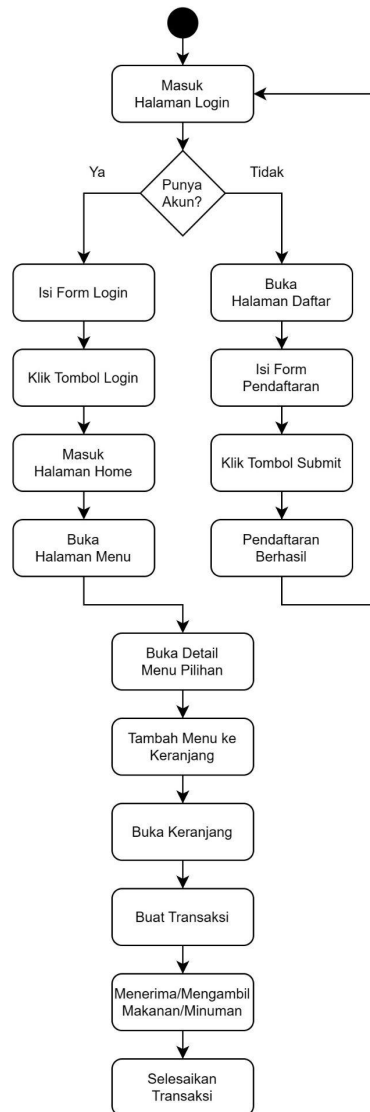 Masuk
Halaman Login
Ya
Punya
Akun?
Tidak
Isi Form Login
Buka
Halaman Daftar
Klik Tombol Login
Isi Form
Pendaftaran
Masuk
Halaman Home
Klik Tombol Submit
Buka
Halaman Menu
Pendaftaran
Berhasil
Buka Detail
Menu Pilihan
Tambah Menu ke
Keranjang
Buka Keranjang
Buat Transaksi
Menerima/Mengambil
Makanan/Minuman
Selesaikan
Transaksi